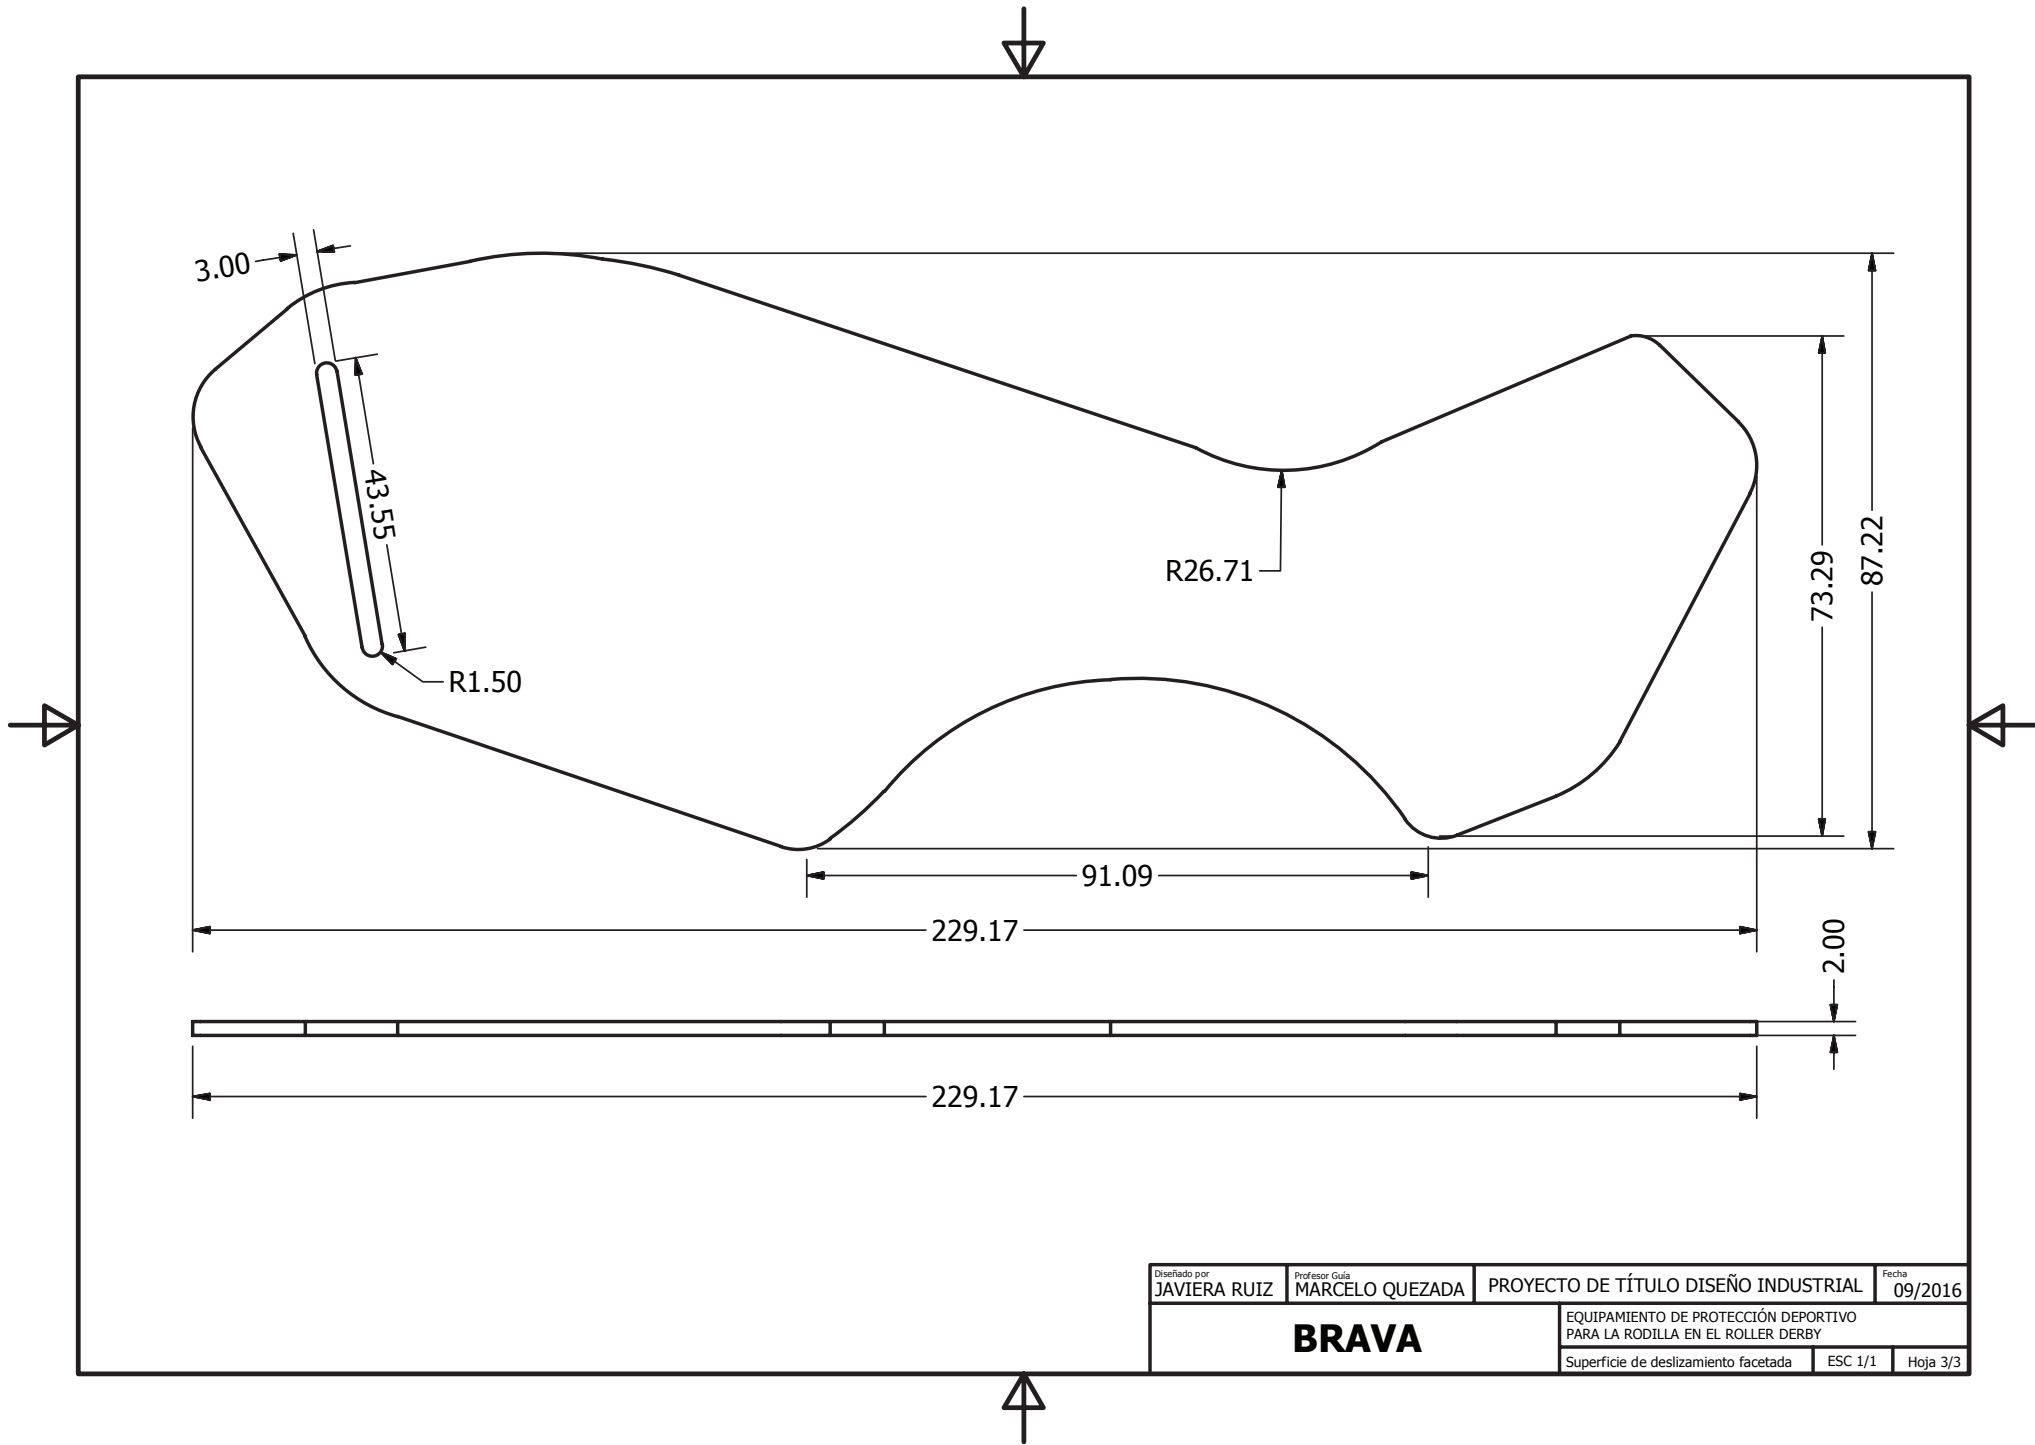 3.00
43.55
R26.71
87.22
73.29
R1.50
91.09
229.17
2.00
229.17
Diseñado por
JAVIERA RUIZ
Profesor Guía
MARCELO QUEZADA
PROYECTO DE TÍTULO DISEÑO INDUSTRIAL
Fecha
09/2016
BRAVA
EQUIPAMIENTO DE PROTECCIÓN DEPORTIVO
PARA LA RODILLA EN EL ROLLER DERBY
Superficie de deslizamiento facetada
ESC 1/1
Hoja 3/3